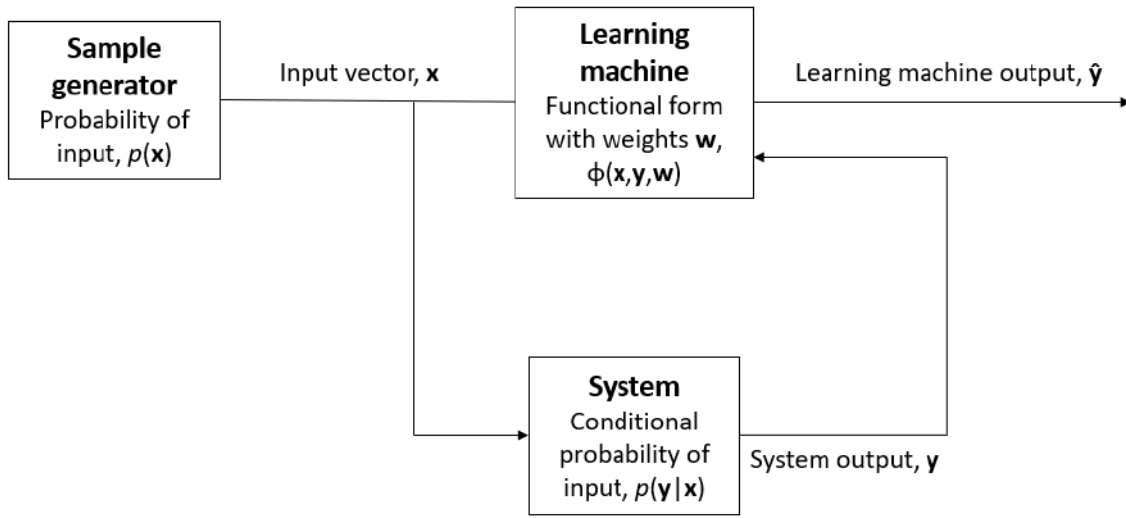 Sample
generator
Probability of
input, p(x)
Input vector, x
Learning
machine
Functional form
with weights w,
ϕ(x,y,w)
Learning machine output, ŷ
System
Conditional
probability of
input, p(y|x)
System output, y